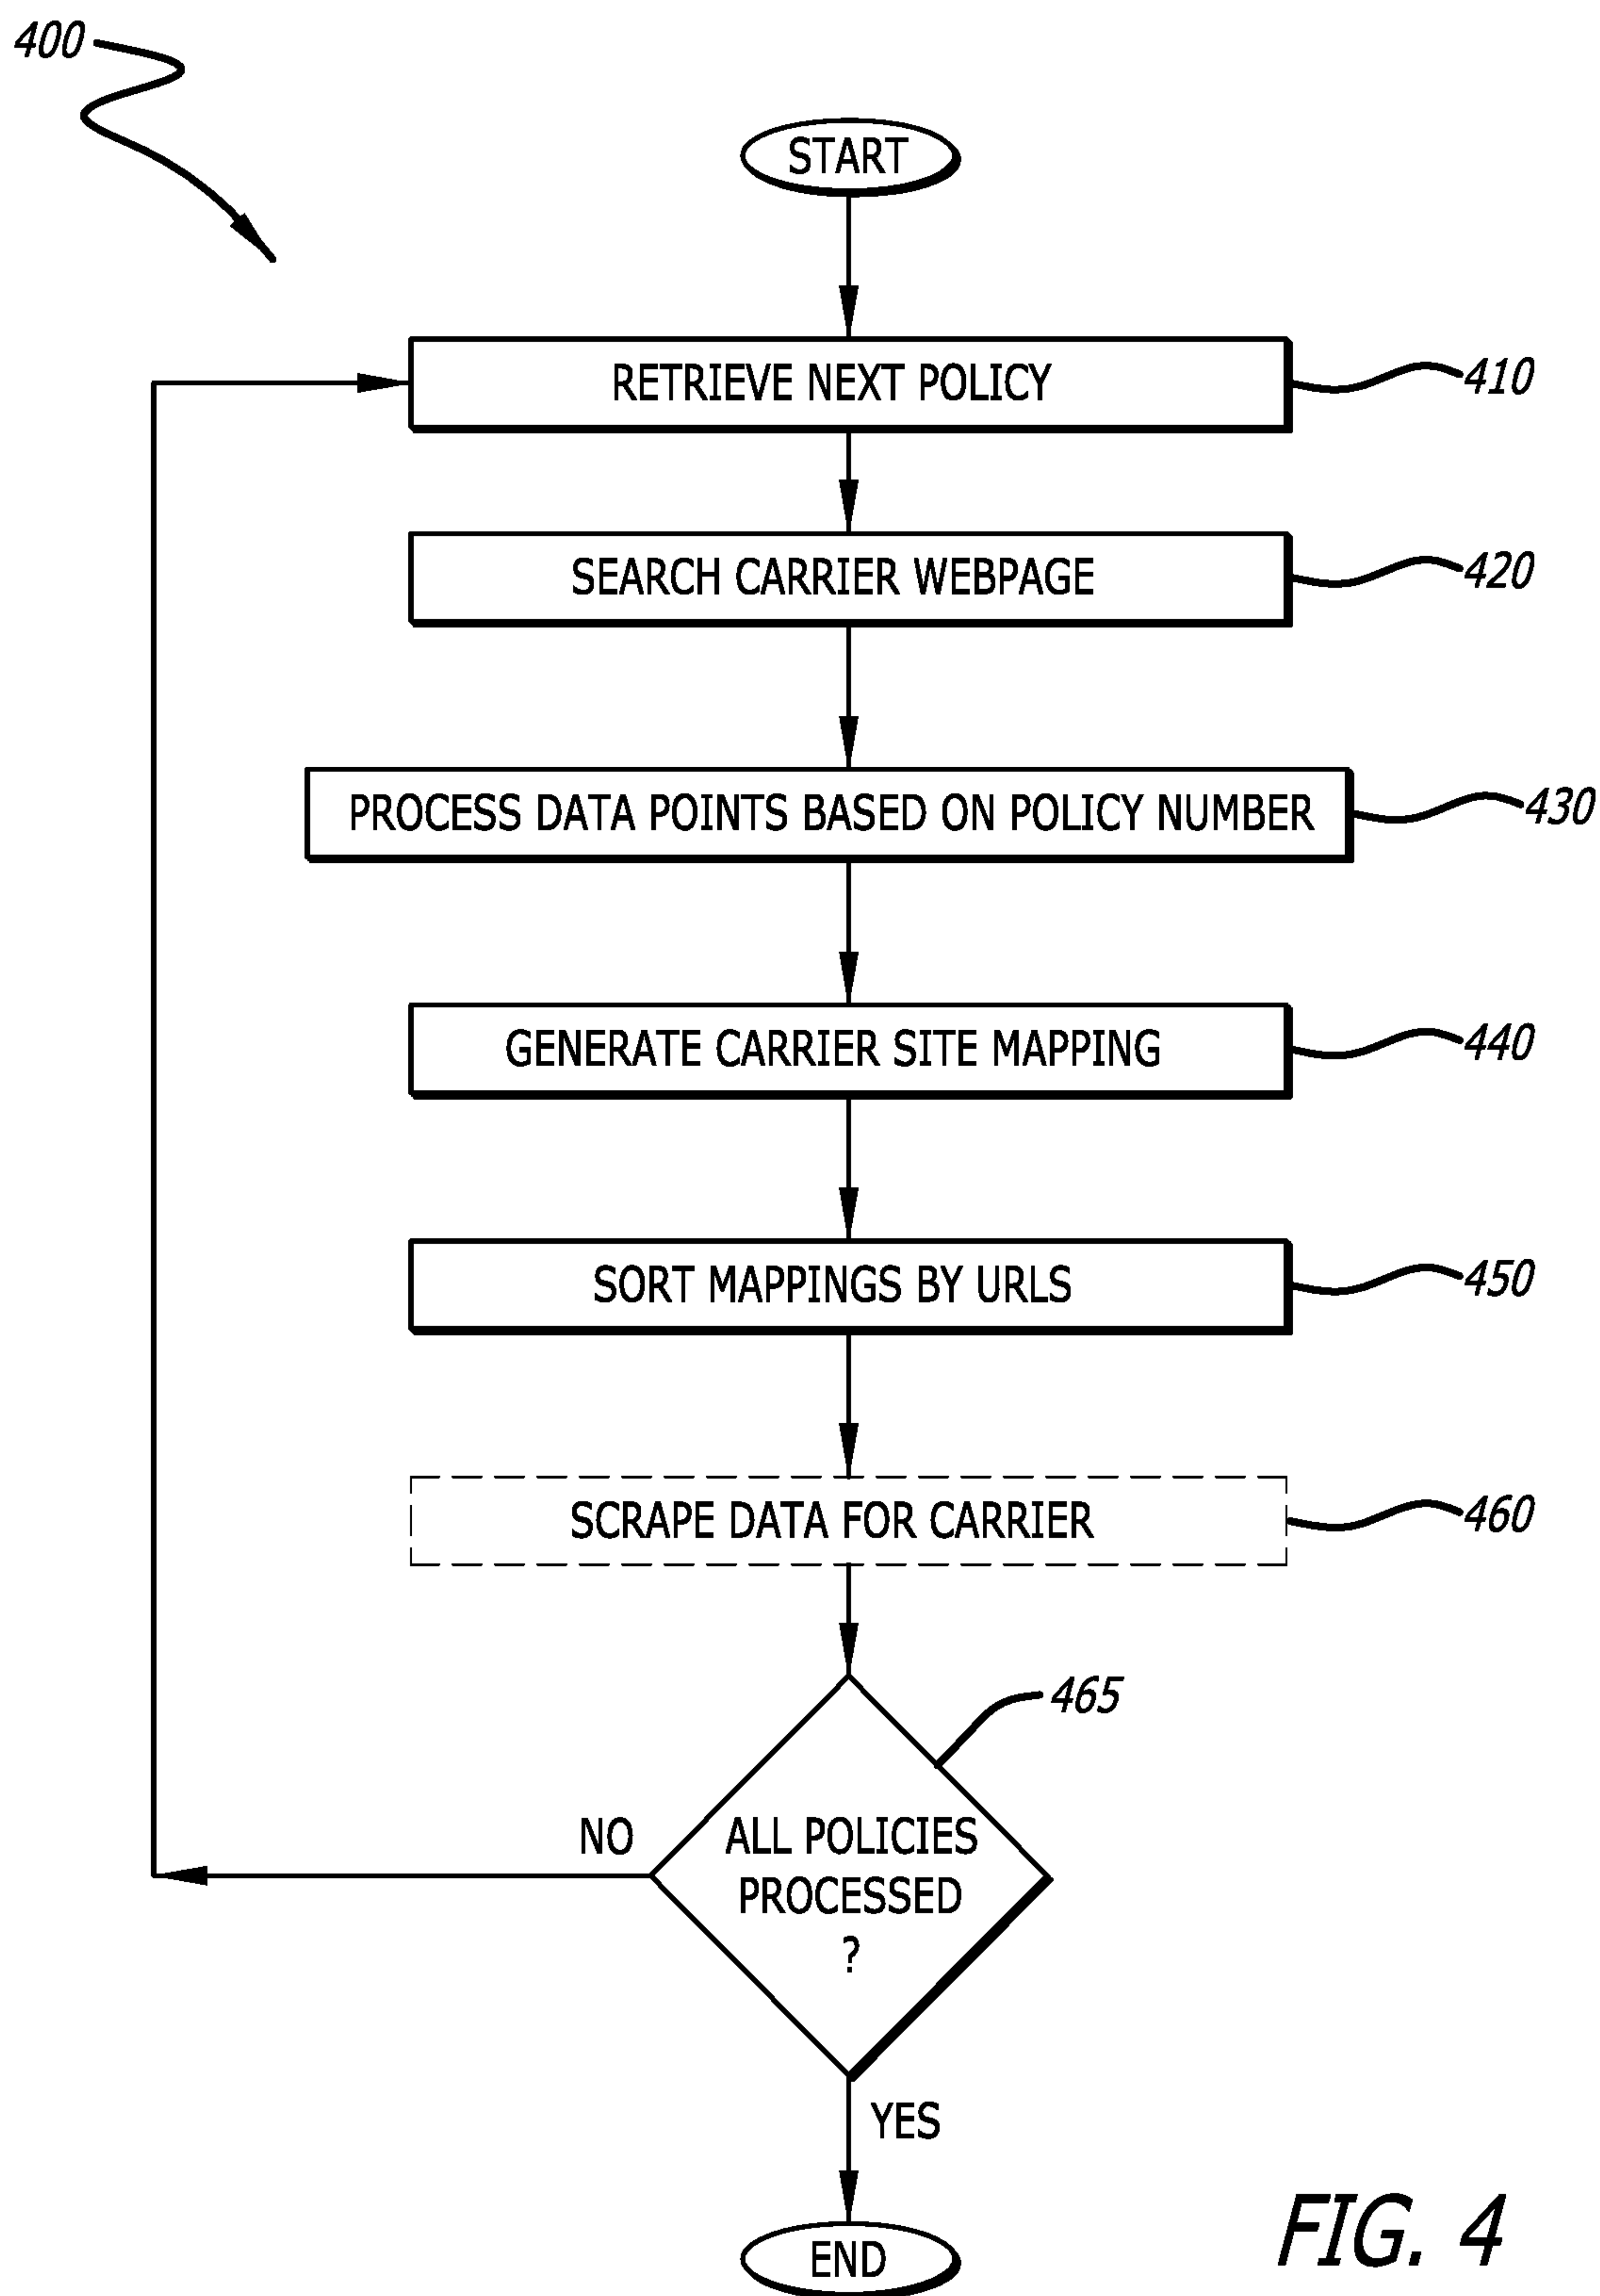 400
START
RETRIEVE NEXT POLICY
410
SEARCH CARRIER WEBPAGE
420
PROCESS DATA POINTS BASED ON POLICY NUMBER
430
GENERATE CARRIER SITE MAPPING
440
SORT MAPPINGS BY URLS
450
SCRAPE DATA FOR CARRIER
460
465
NO
ALL POLICIES
PROCESSED
?
YES
END
FIG. 4